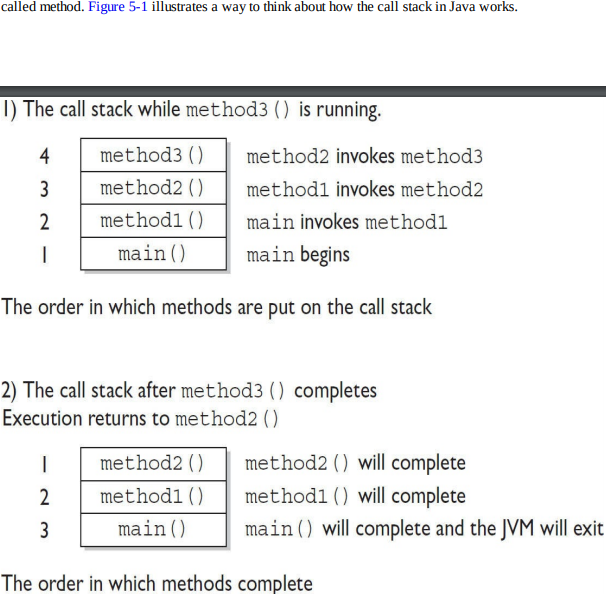 called method. Figure 5-1 illustrates a way to think about how the call stack in Java works.
1) The call stack while method3() is running.
4 method3() method2 invokes method3
3 method2() method1 invokes method2
2 method1() main invokes method1
1 main() main begins
The order in which methods are put on the call stack
2) The call stack after method3() completes
Execution returns to method2()
1 method2() method2() will complete
2 method1() method1() will complete
3 main() main() will complete and the JVM will exit
The order in which methods complete